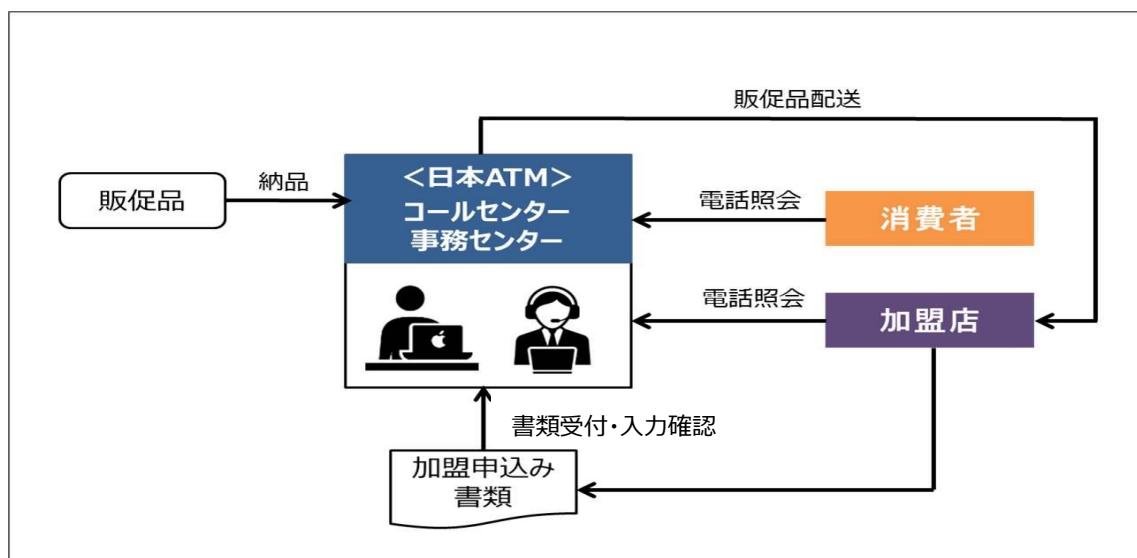 販促品配送
販促品
納品
<日本ATM>
コールセンター
事務センター
電話照会
消費者
電話照会
加盟店
書類受付・入力確認
加盟申込み
書類